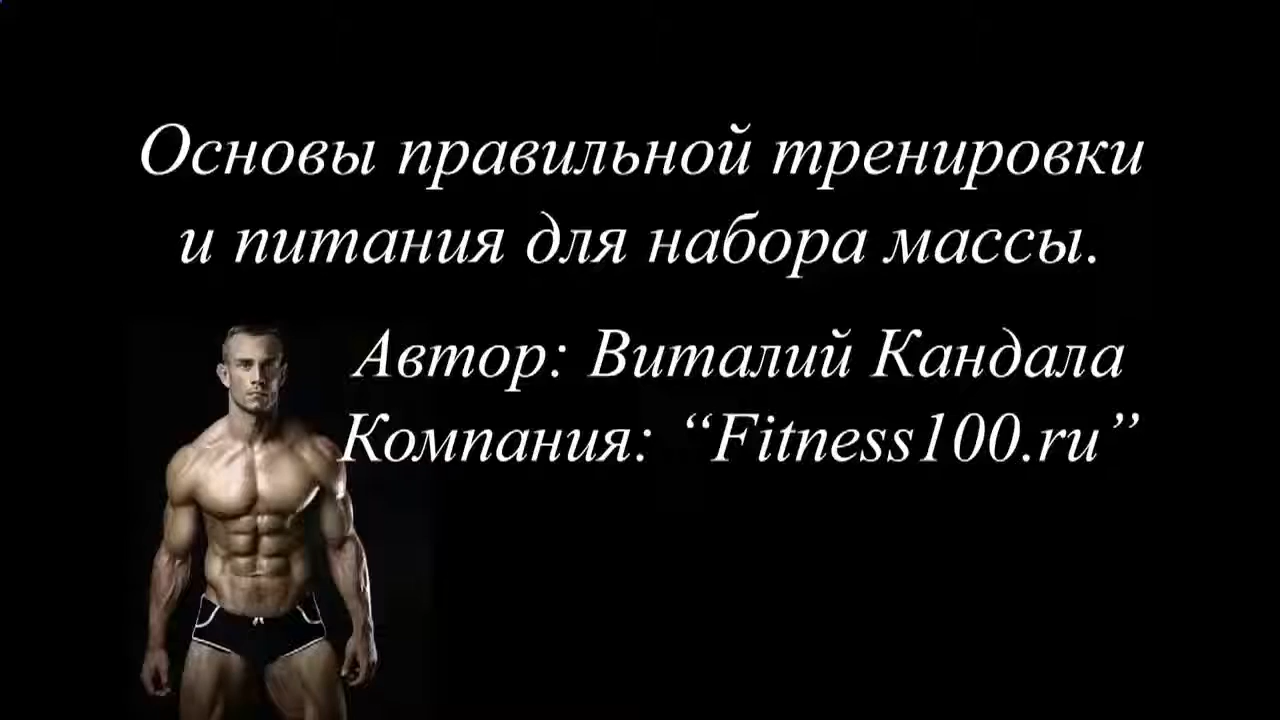 Основы правильной тренировки
и питания для набора массы.
Автор: Виталий Кандала
Компания: “Fitness100.ru”